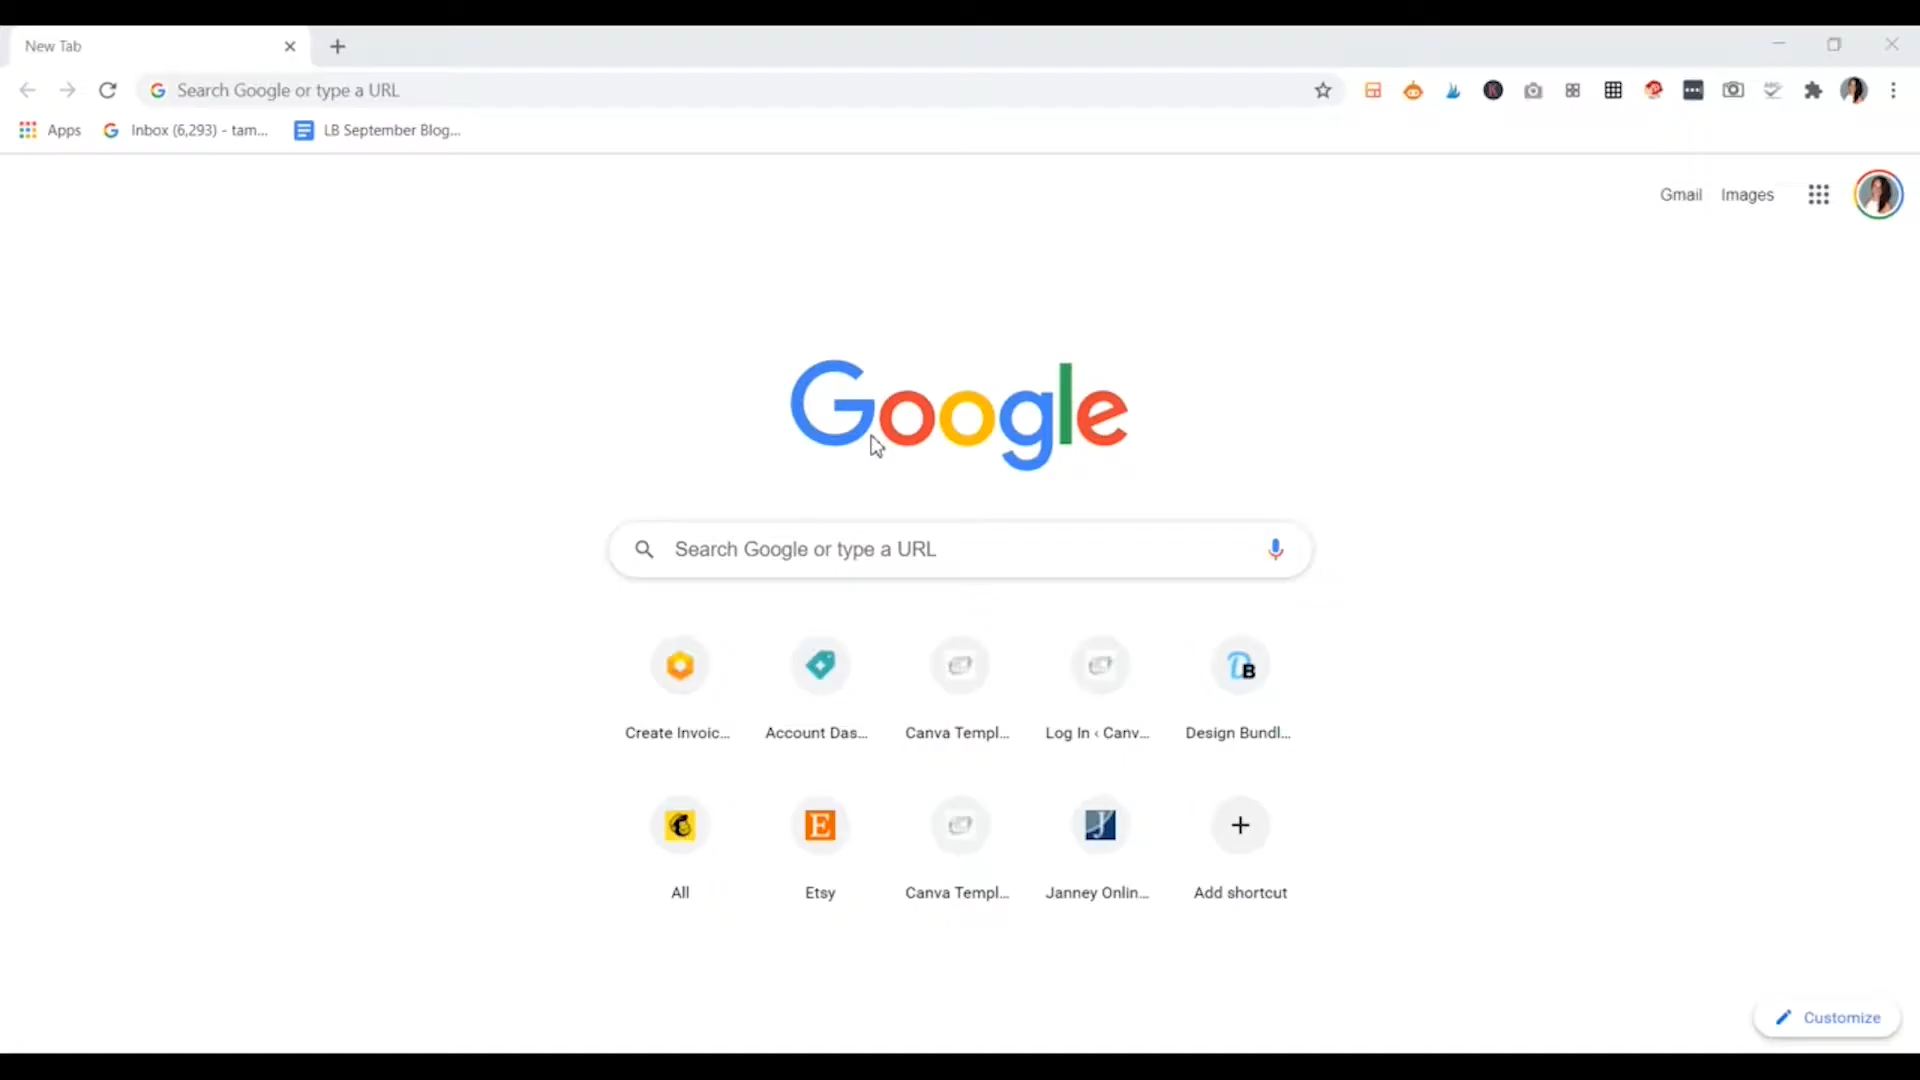 New Tab
Search Google or type a URL
Apps
Inbox (6,293) - tam...
LB September Blog...
Gmail
Images
Google
Search Google or type a URL
Create Invoic...
Account Das...
Canva Templ...
Log In ‹ Canv...
Design Bundl...
All
Etsy
Canva Templ...
Janney Onlin...
Add shortcut
Customize